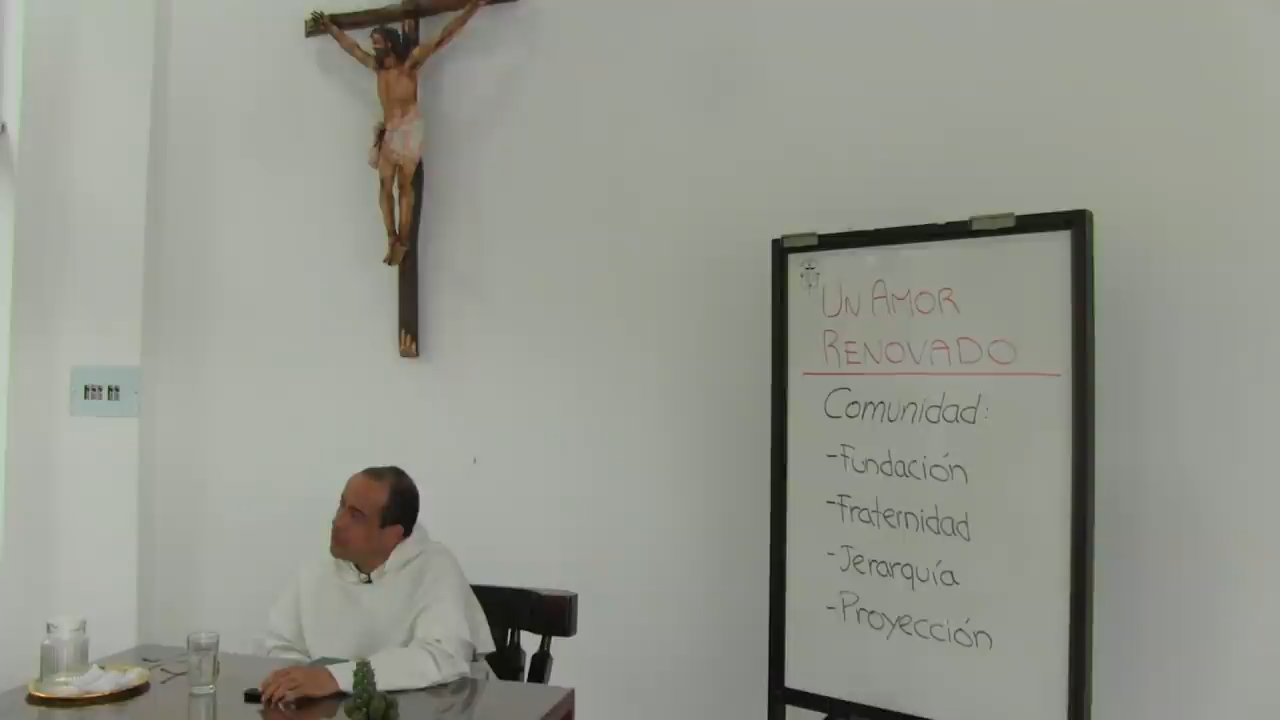 UN AMOR
RENOVADO
Comunidad:
-Fundación
-Fraternidad
-Jerarquía
-Proyección